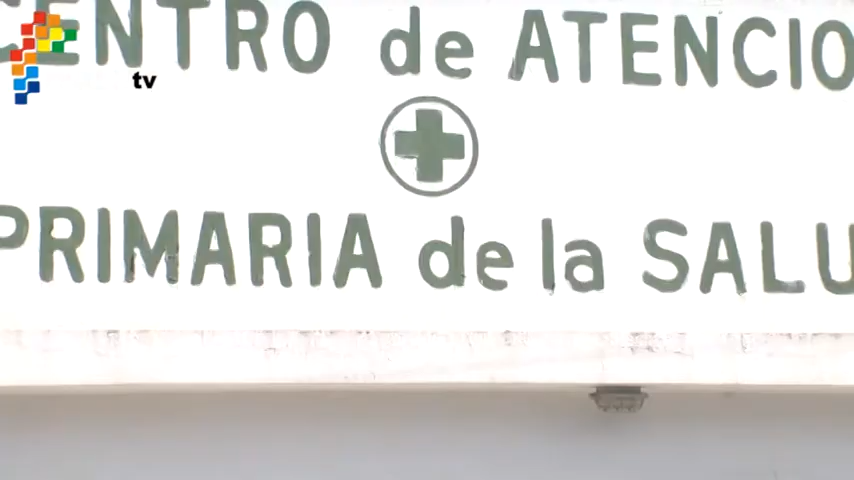 CENTRO de ATENCIO
tv
PRIMARIA de la SALU